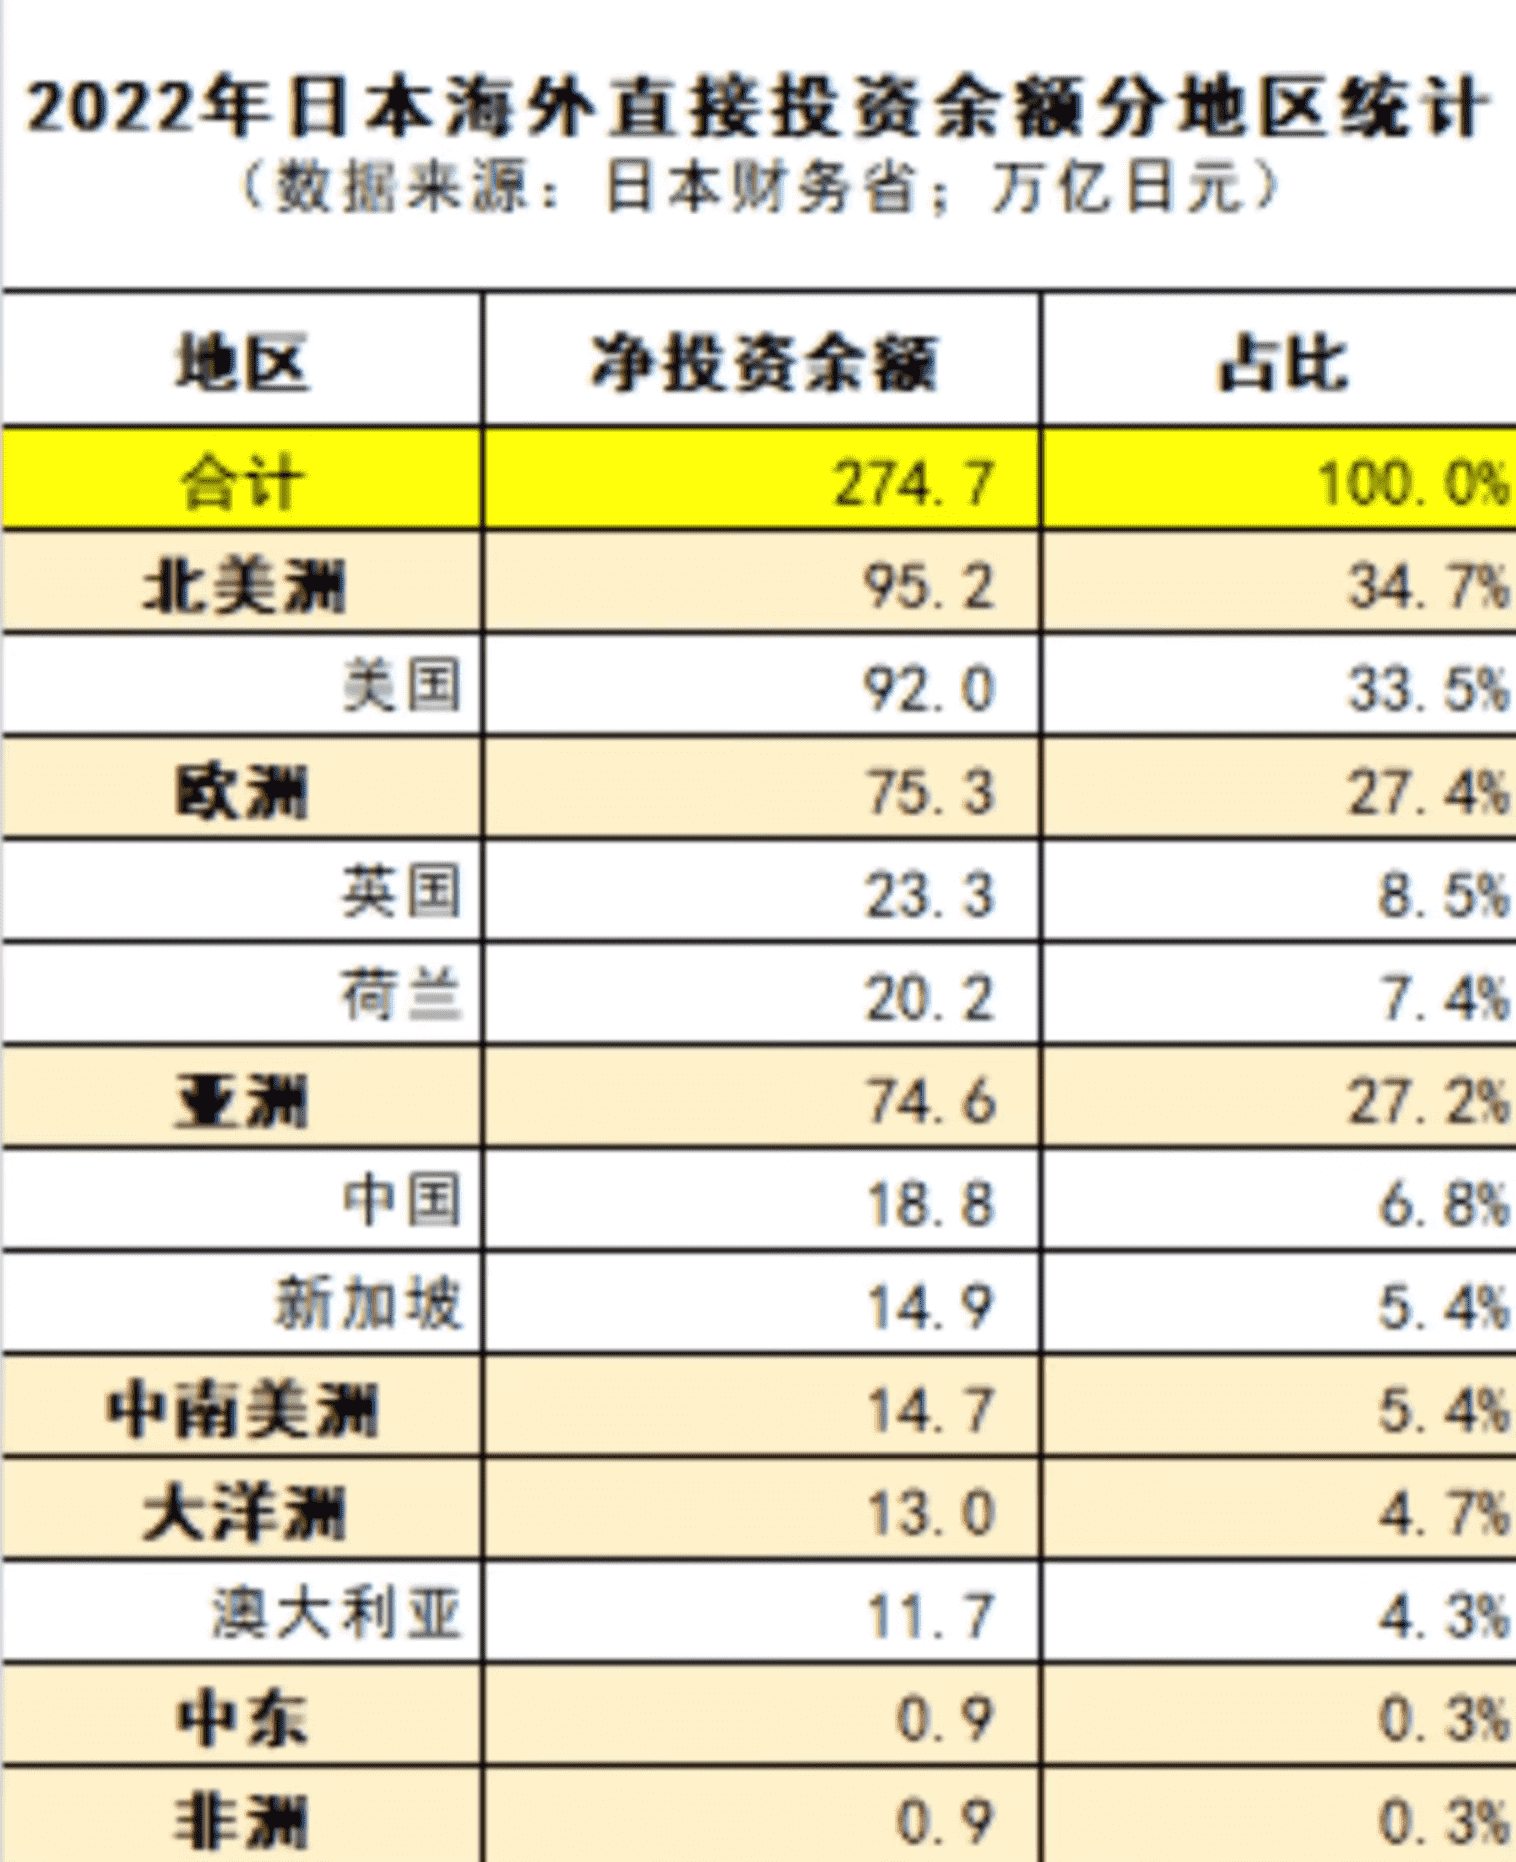 2022年日本海外直接投资余额分地区统计
（数据来源：日本财务省；万亿日元）
地区 净投资余额 占比
合计 274.7 100.0%
北美洲 95.2 34.7%
美国 92.0 33.5%
欧洲 75.3 27.4%
英国 23.3 8.5%
荷兰 20.2 7.4%
亚洲 74.6 27.2%
中国 18.8 6.8%
新加坡 14.9 5.4%
中南美洲 14.7 5.4%
大洋洲 13.0 4.7%
澳大利亚 11.7 4.3%
中东 0.9 0.3%
非洲 0.9 0.3%